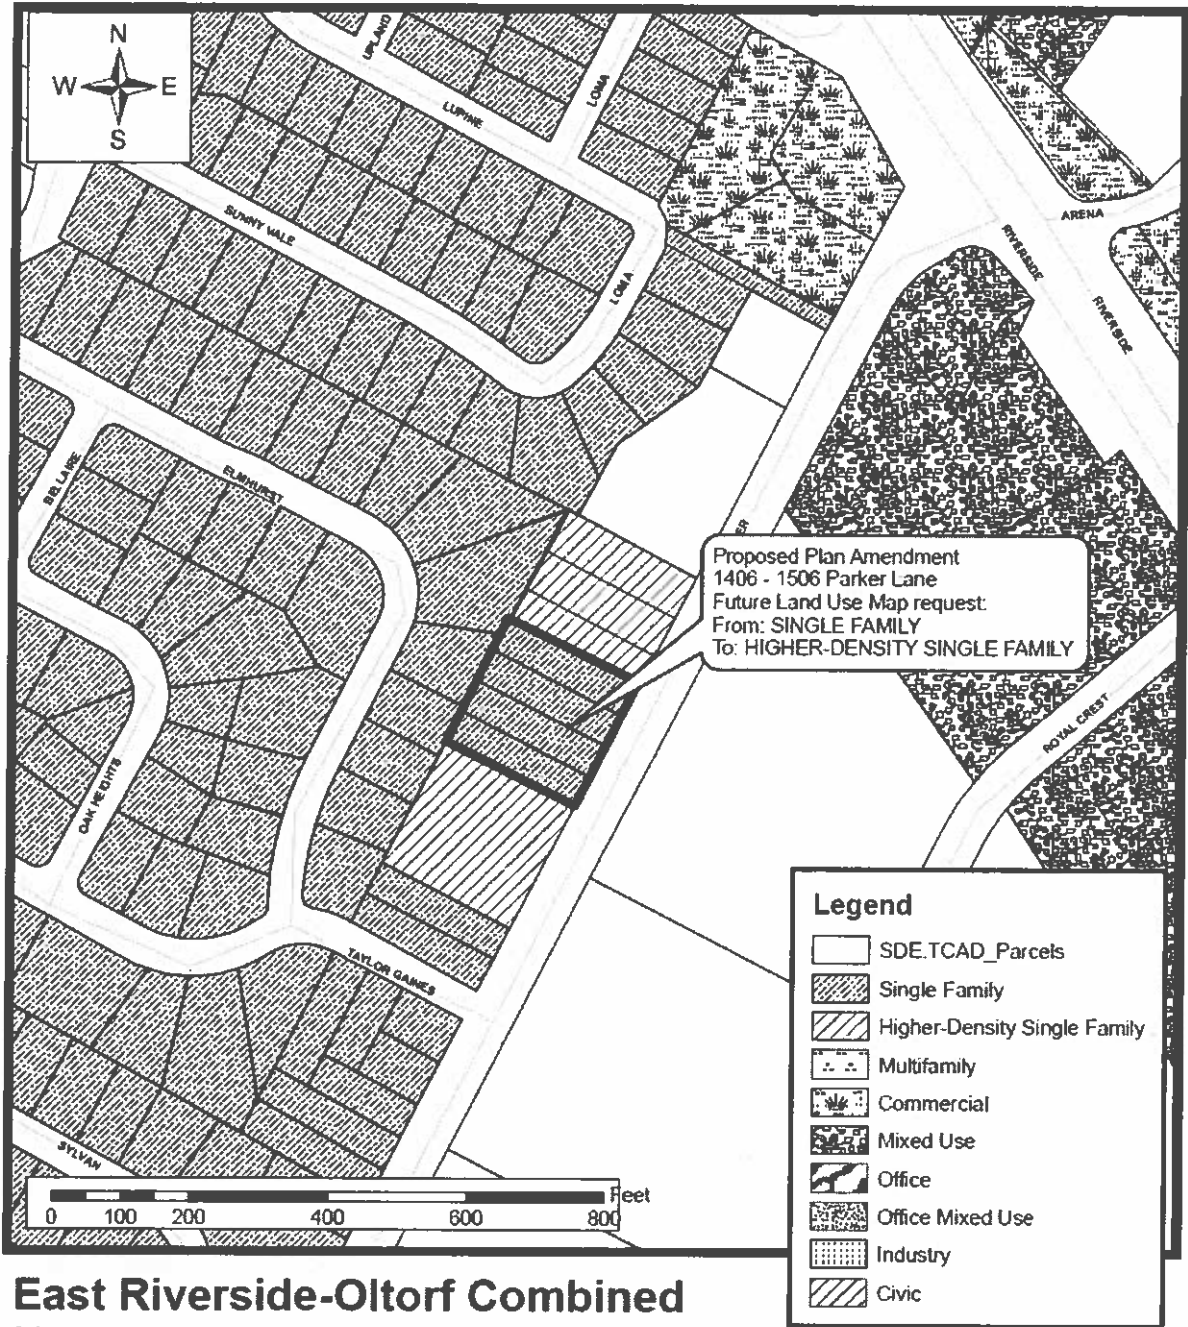 N
W E
S
UPLAND
LUPINE
LOMA
SUNNY VALE
LOMA
ARENA
RIVERSIDE
RIVERSIDE
ELMHURST
Proposed Plan Amendment
1406 - 1506 Parker Lane
Future Land Use Map request:
From: SINGLE FAMILY
To: HIGHER-DENSITY SINGLE FAMILY
ROYAL CREST
OAK HEIGHTS
TAYLOR GAINES
SYLVAN
Feet
0 100 200 400 600 800
Legend
SDE.TCAD_Parcels
Single Family
Higher-Density Single Family
Multifamily
Commercial
Mixed Use
Office
Office Mixed Use
Industry
Civic
East Riverside-Oltorf Combined